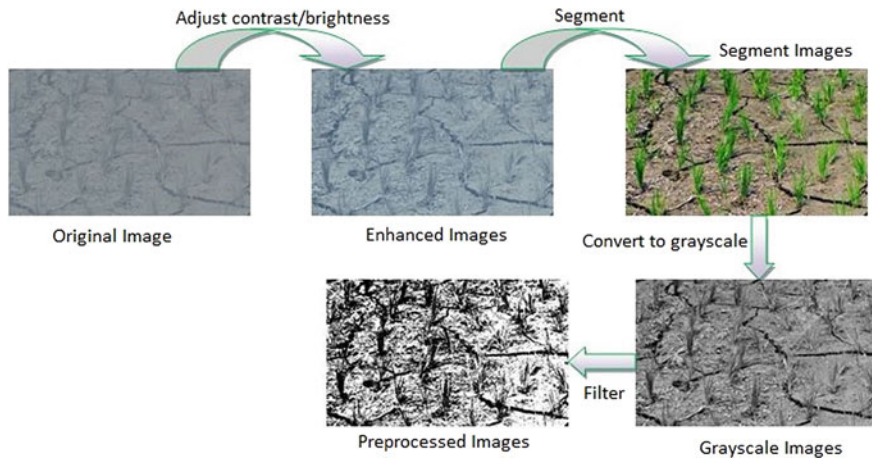 Adjust contrast/brightness
Segment
Segment Images
Original Image
Enhanced Images
Convert to grayscale
Filter
Preprocessed Images
Grayscale Images